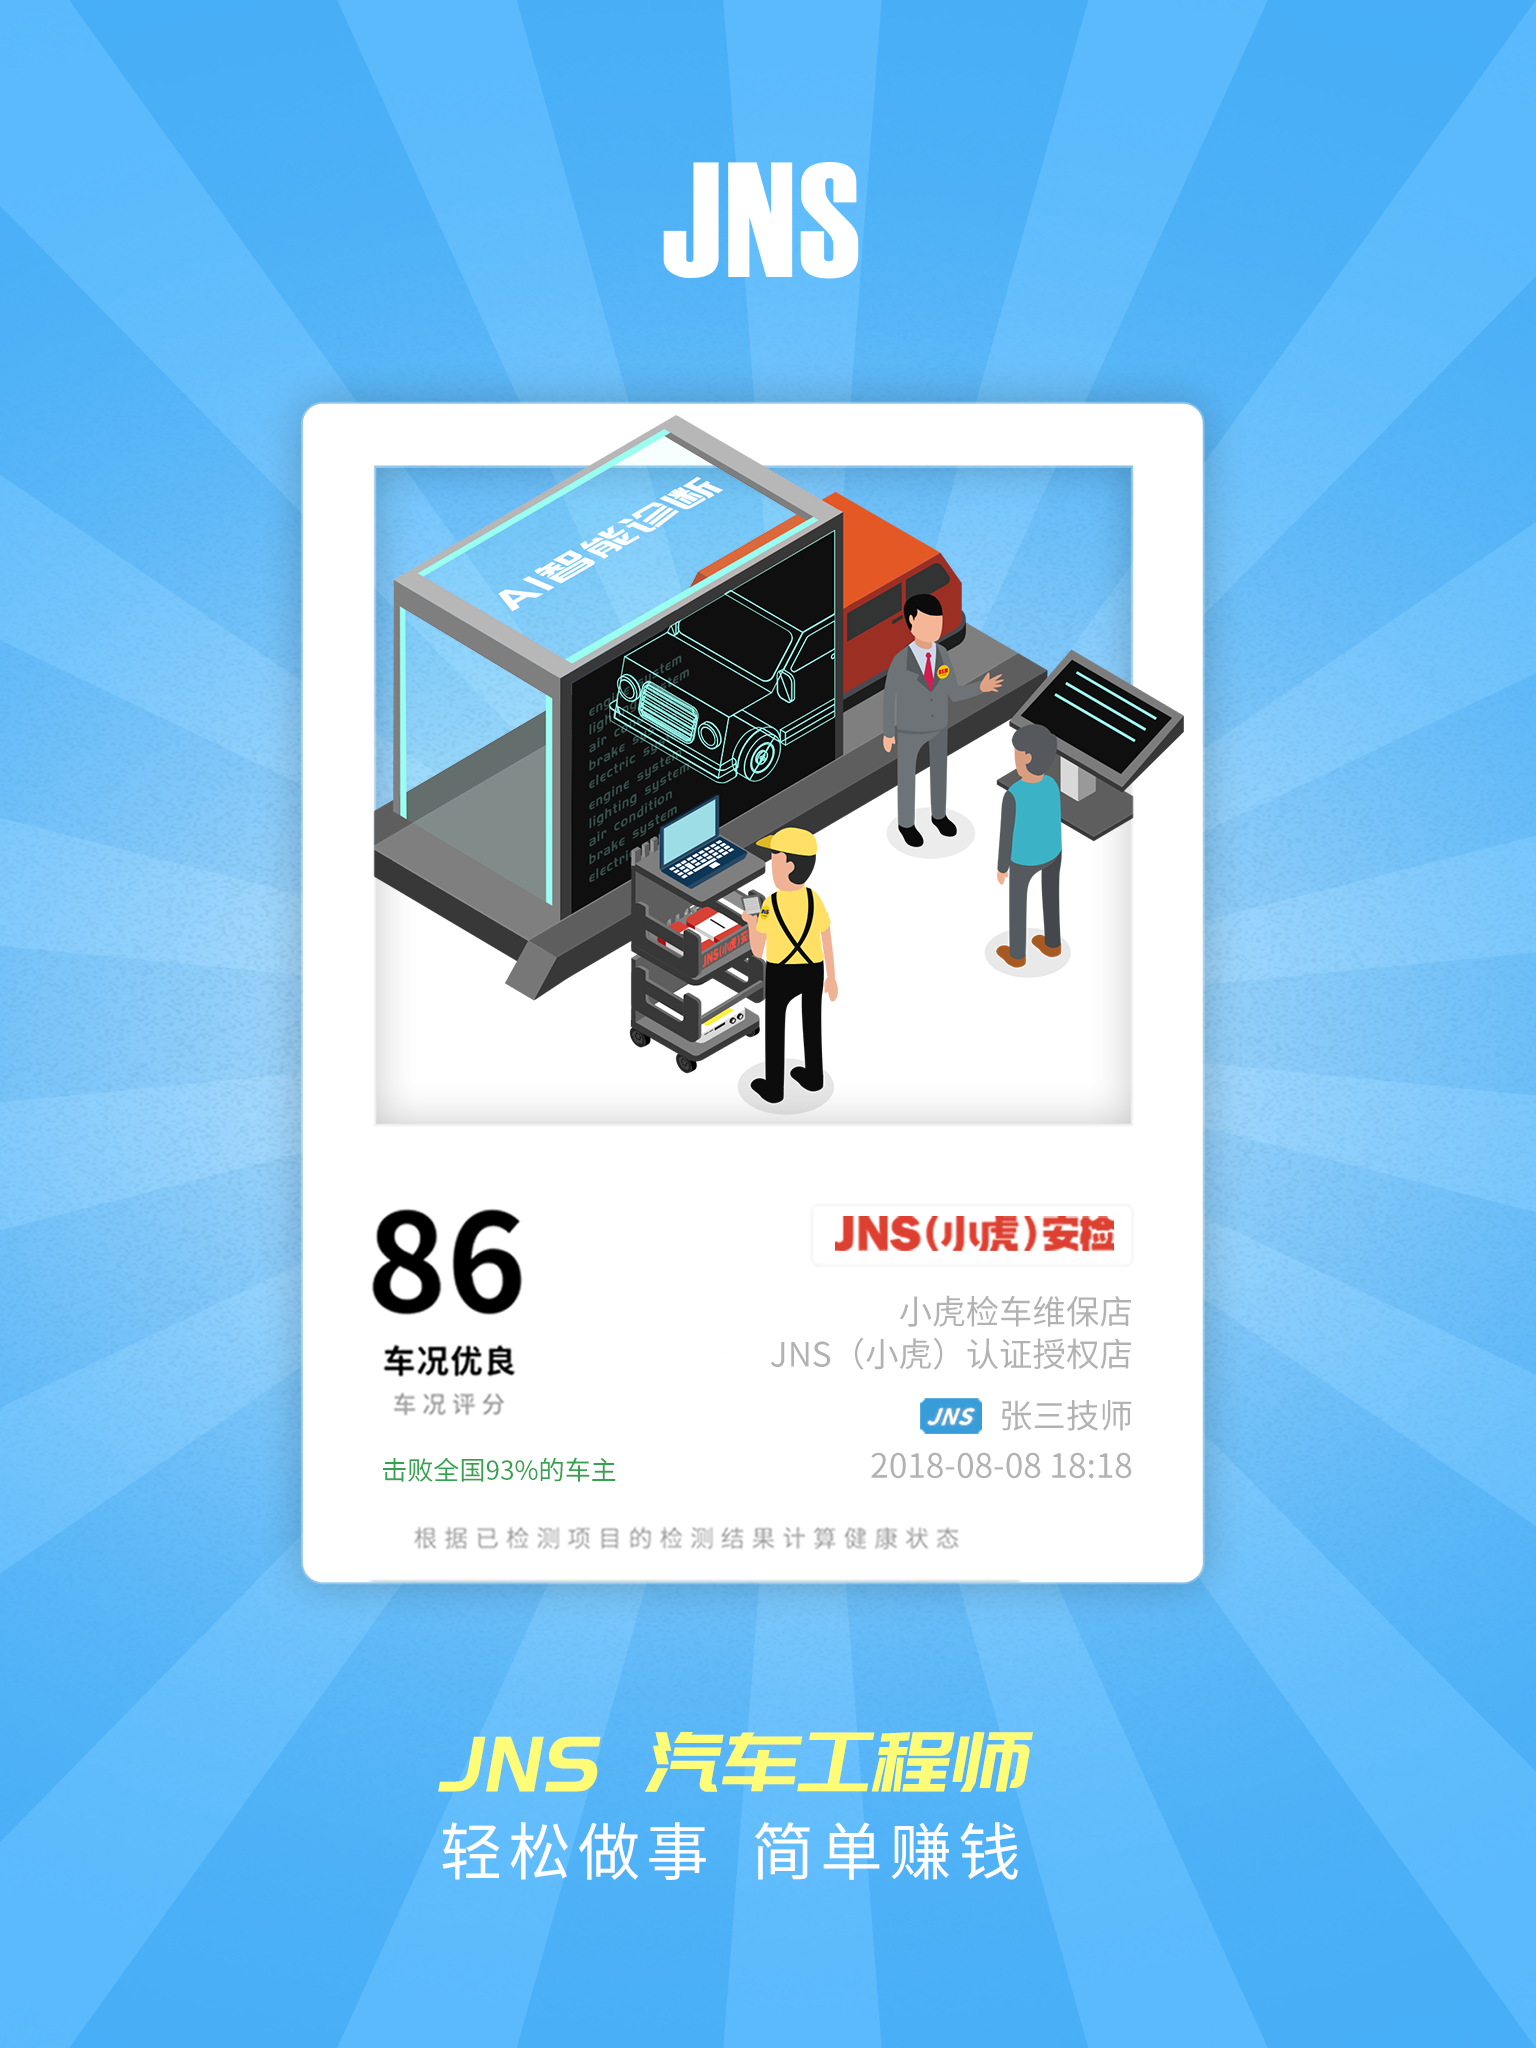 JNS
AI智能诊断
engine system
lighting system
air condition
brake system
electric system
engine system
lighting system
air condition
brake system
electric
JNS(小虎)安
86
车况优良
车况评分
击败全国93%的车主
JNS(小虎)安检
小虎检车维保店
JNS（小虎）认证授权店
JNS 张三技师
2018-08-08 18:18
根据已检测项目的检测结果计算健康状态
JNS 汽车工程师
轻松做事 简单赚钱